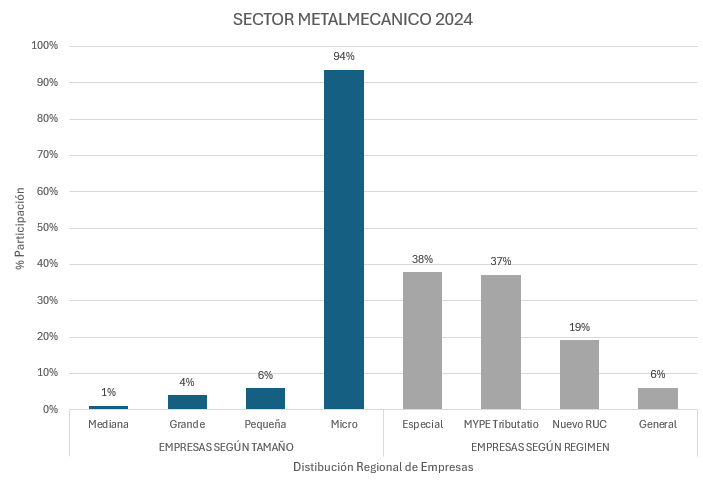 SECTOR METALMECANICO 2024
100%
90%
80%
70%
60%
50%
40%
30%
20%
10%
0%
% Participación
1%
4%
6%
94%
38%
37%
19%
6%
Mediana
Grande
Pequeña
Micro
Especial
MYPE Tributatio
Nuevo RUC
General
EMPRESAS SEGÚN TAMAÑO
EMPRESAS SEGÚN REGIMEN
Distibución Regional de Empresas